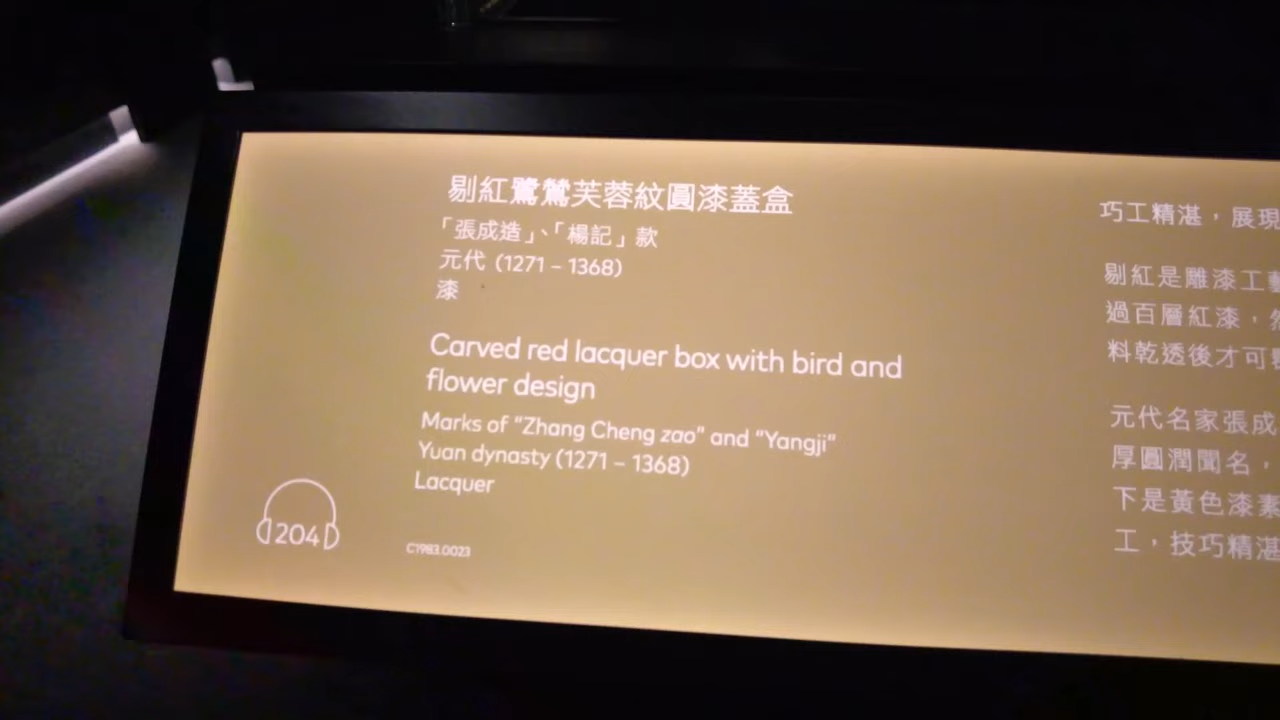 剔紅鷺鶯芙蓉紋圓漆蓋盒
「張成造」、「楊記」款
元代 (1271 – 1368)
漆
Carved red lacquer box with bird and
flower design
Marks of “Zhang Cheng zao” and “Yangji”
Yuan dynasty (1271 – 1368)
Lacquer
204
C1983.0023
巧工精湛，展現
剔紅是雕漆工藝
過百層紅漆，然
料乾透後才可
元代名家張成
厚圓潤聞名，
下是黃色漆素
工，技巧精湛